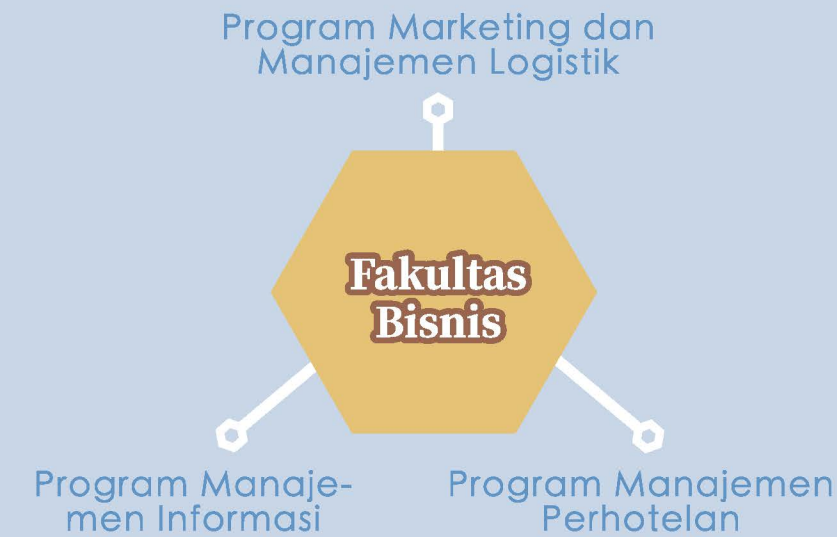 Program Marketing dan
Manajemen Logistik
Fakultas
Bisnis
Program Manaje-
men Informasi
Program Manajemen
Perhotelan